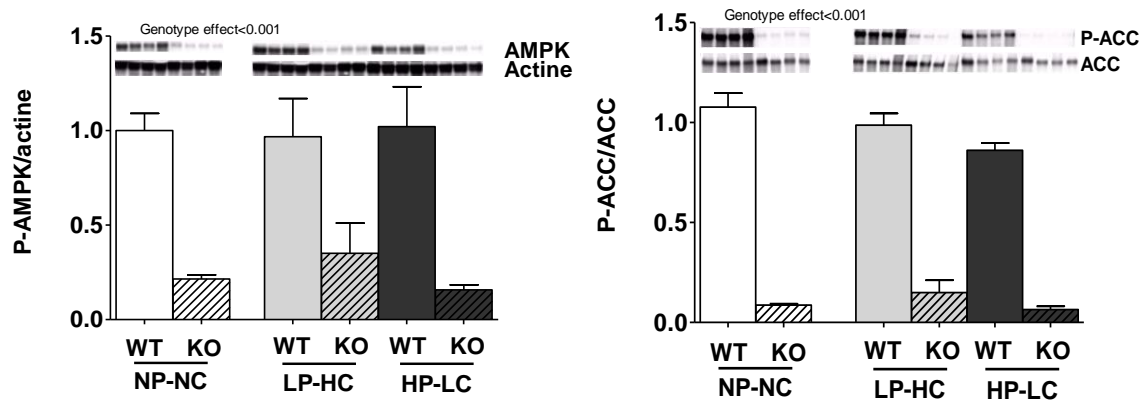 Genotype effect<0.001
AMPK
Actine
P-AMPK/actine
1.5
1.0
0.5
0.0
WT KO WT KO WT KO
NP-NC LP-HC HP-LC
Genotype effect<0.001
P-ACC
ACC
P-ACC/ACC
1.5
1.0
0.5
0.0
WT KO WT KO WT KO
NP-NC LP-HC HP-LC